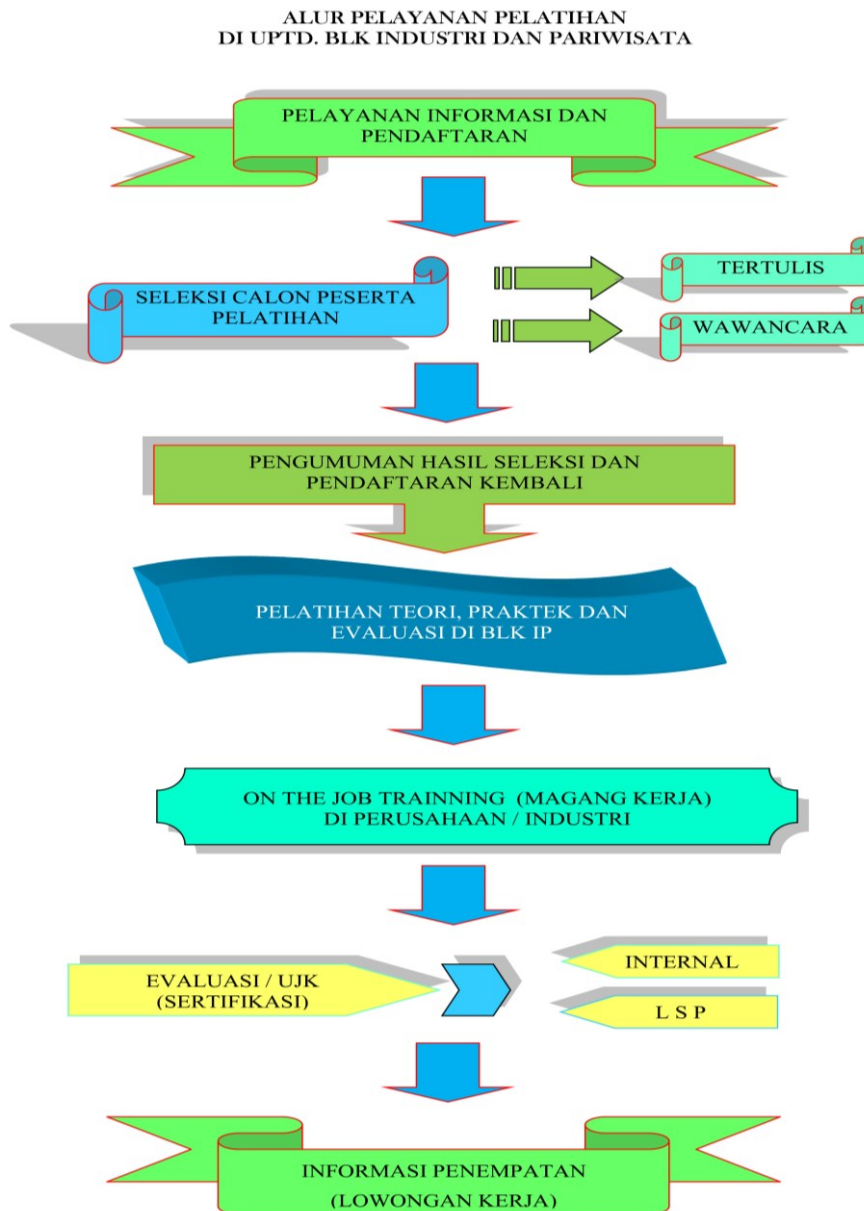 ALUR PELAYANAN PELATIHAN
DI UPTD. BLK INDUSTRI DAN PARIWISATA
PELAYANAN INFORMASI DAN
PENDAFTARAN
SELEKSI CALON PESERTA
PELATIHAN
TERTULIS
WAWANCARA
PENGUMUMAN HASIL SELEKSI DAN
PENDAFTARAN KEMBALI
PELATIHAN TEORI, PRAKTEK DAN
EVALUASI DI BLK IP
ON THE JOB TRAINNING (MAGANG KERJA)
DI PERUSAHAAN / INDUSTRI
EVALUASI / UJK
(SERTIFIKASI)
INTERNAL
L S P
INFORMASI PENEMPATAN
(LOWONGAN KERJA)